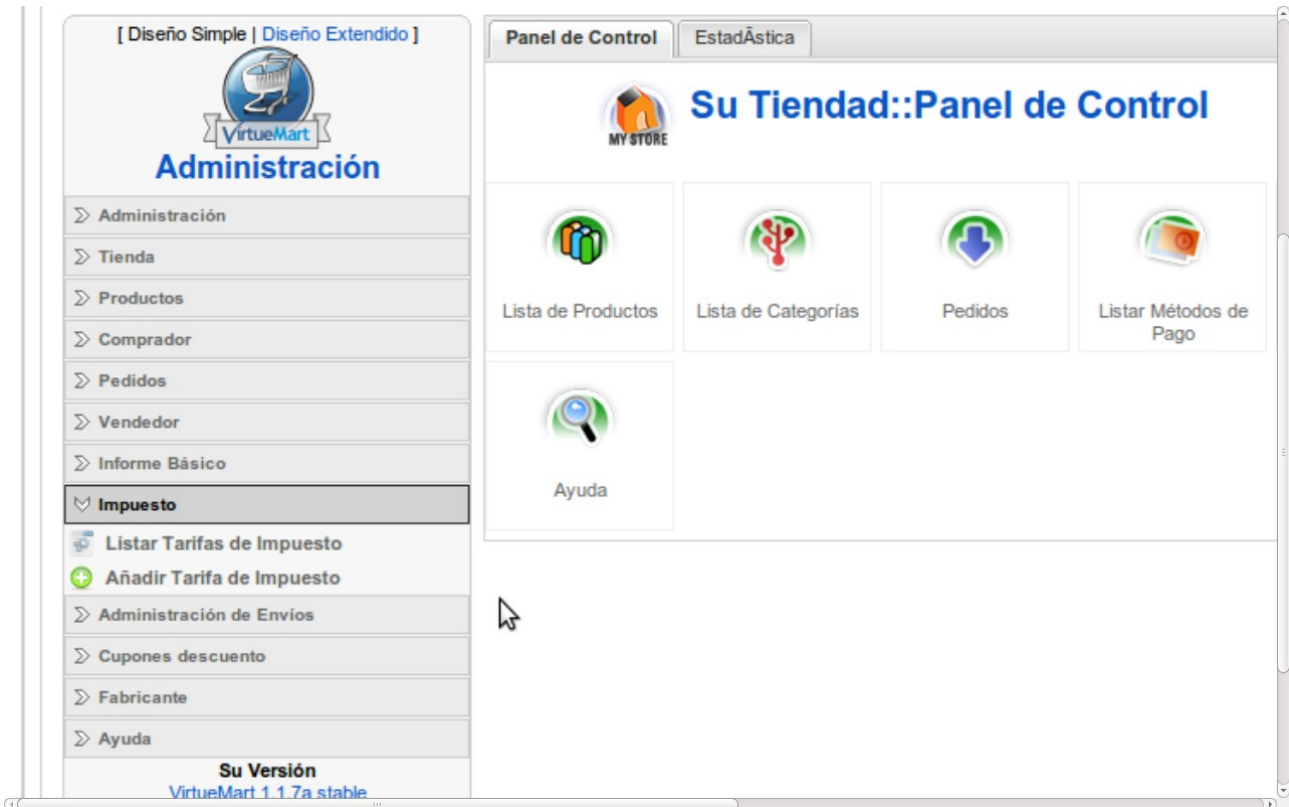 [ Diseño Simple | Diseño Extendido ]
VirtueMart
Administración
Administración
Tienda
Productos
Comprador
Pedidos
Vendedor
Informe Básico
Impuesto
Listar Tarifas de Impuesto
Añadir Tarifa de Impuesto
Administración de Envíos
Cupones descuento
Fabricante
Ayuda
Su Versión
VirtueMart 1.1.7a stable
Panel de Control
EstadÃstica
MY STORE
Su Tiendad::Panel de Control
Lista de Productos
Lista de Categorías
Pedidos
Listar Métodos de
Pago
Ayuda